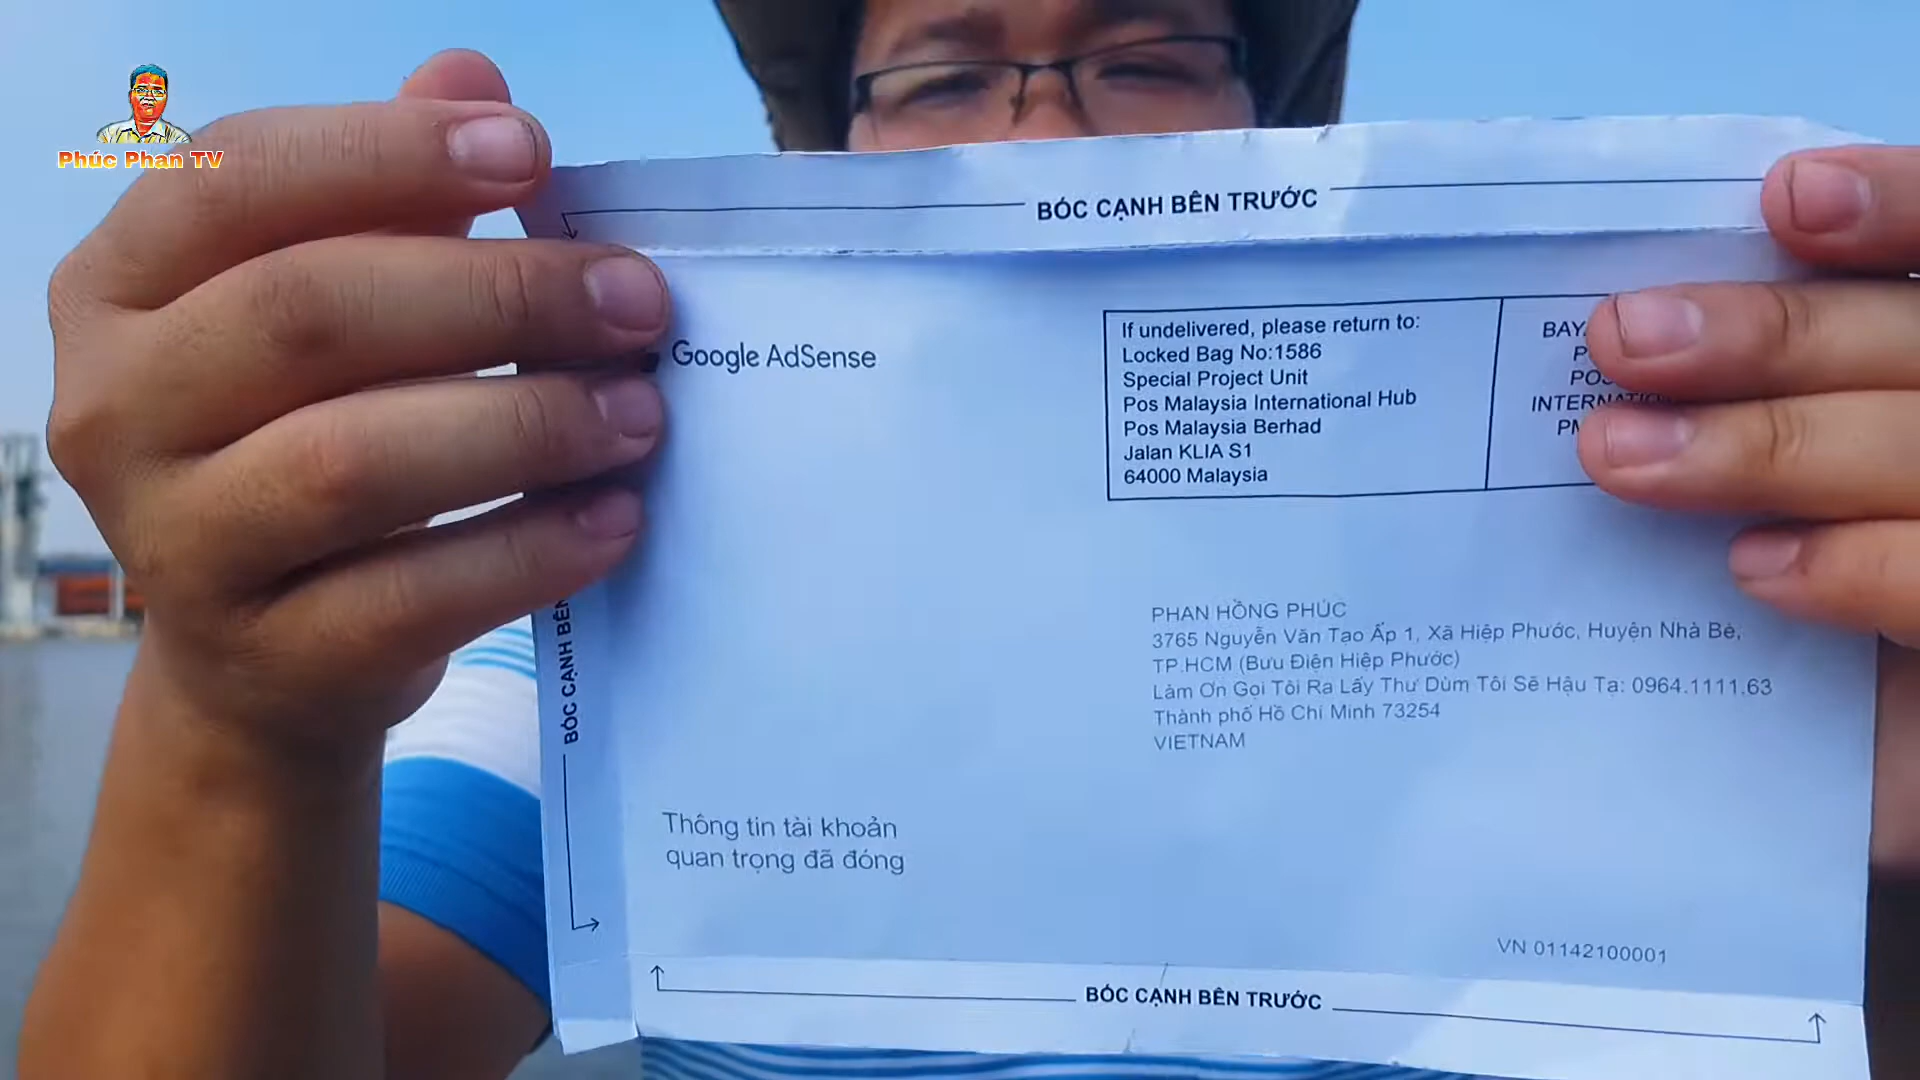 Phúc Phan TV
BÓC CẠNH BÊN TRƯỚC
Google AdSense
If undelivered, please return to:
Locked Bag No:1586
Special Project Unit
Pos Malaysia International Hub
Pos Malaysia Berhad
Jalan KLIA S1
64000 Malaysia
PHAN HỒNG PHÚC
3765 Nguyễn Văn Tạo Ấp 1, Xã Hiệp Phước, Huyện Nhà Bè,
TP.HCM (Bưu Điện Hiệp Phước)
Làm Ơn Gọi Tôi Ra Lấy Thư Dùm Tôi Sẽ Hậu Tạ: 0964.1111.63
Thành phố Hồ Chí Minh 73254
VIETNAM
BÓC CẠNH BÊN
Thông tin tài khoản
quan trọng đã đóng
VN 01142100001
BÓC CẠNH BÊN TRƯỚC